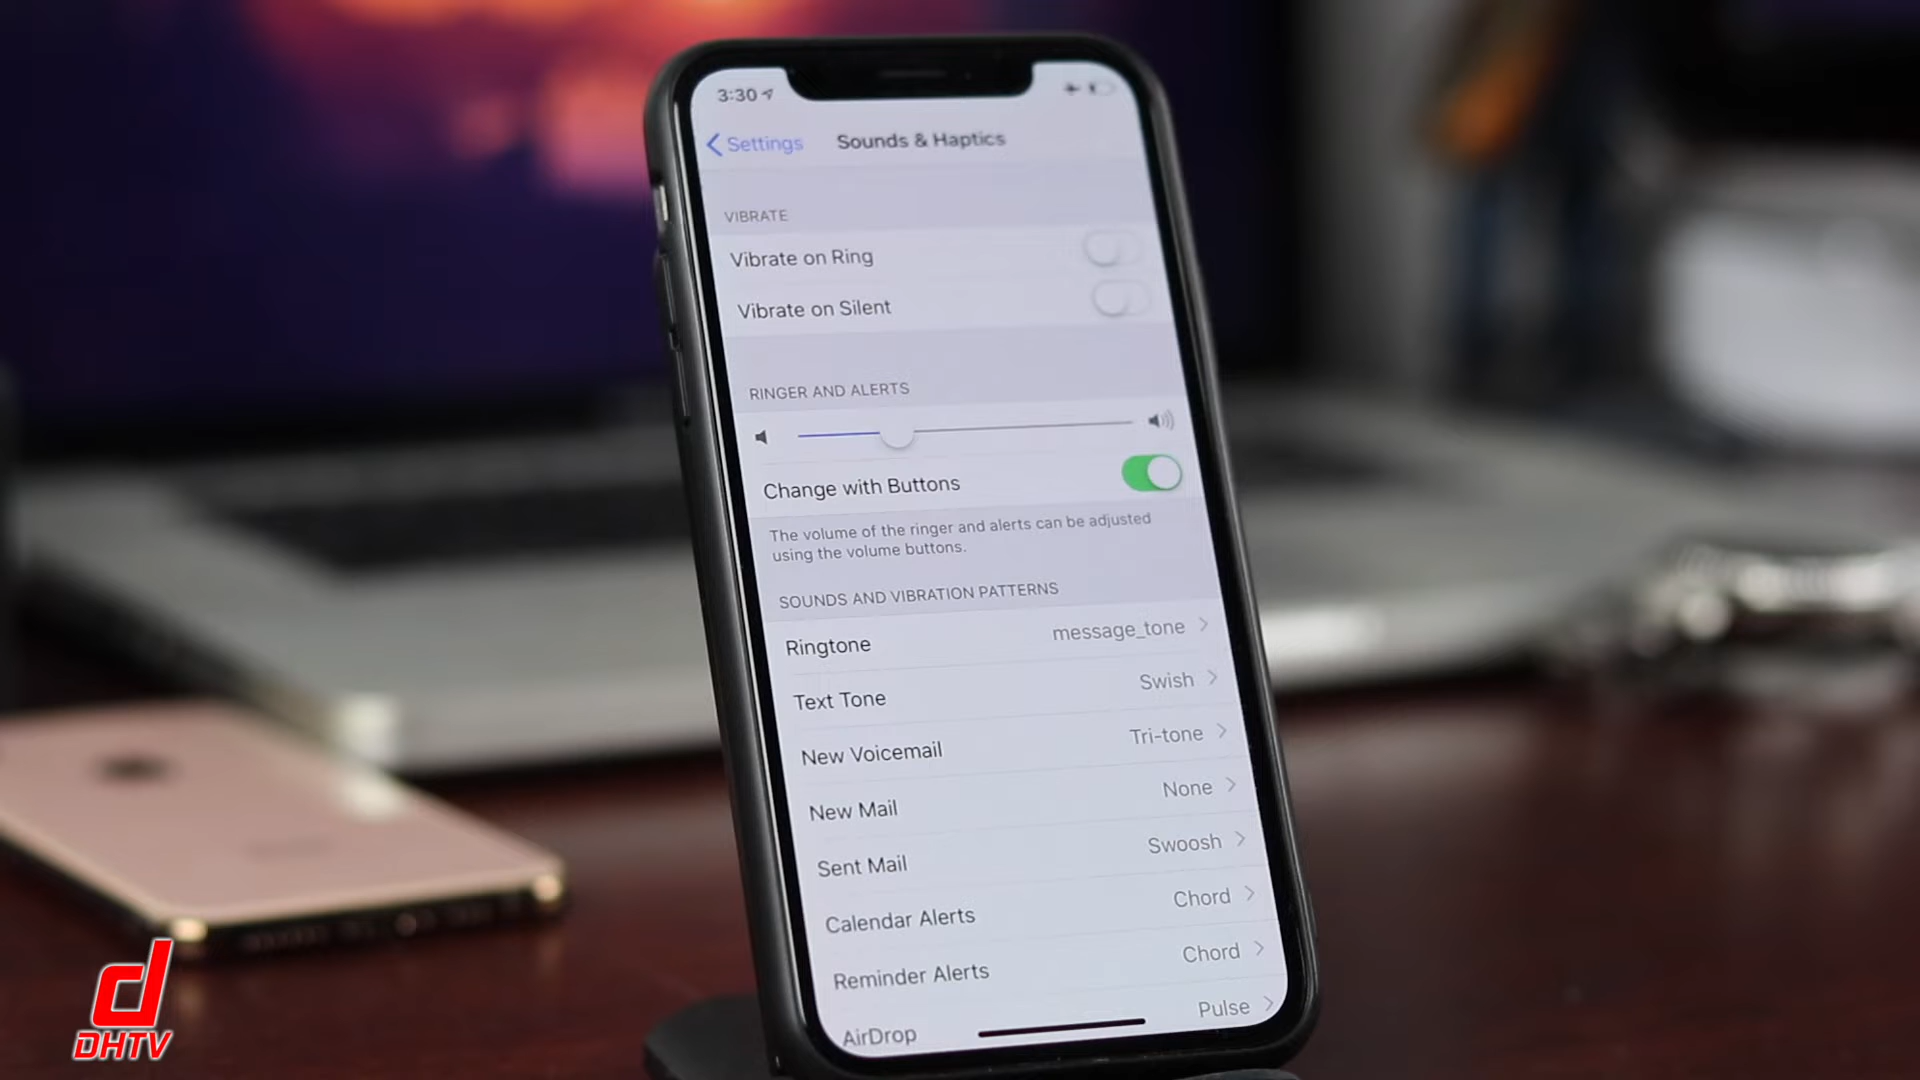 3:30
Settings
Sounds & Haptics
VIBRATE
Vibrate on Ring
Vibrate on Silent
RINGER AND ALERTS
Change with Buttons
The volume of the ringer and alerts can be adjusted
using the volume buttons.
SOUNDS AND VIBRATION PATTERNS
Ringtone message_tone
Text Tone Swish
New Voicemail Tri-tone
New Mail None
Sent Mail Swoosh
Calendar Alerts Chord
Reminder Alerts Chord
AirDrop Pulse
d
DHTV